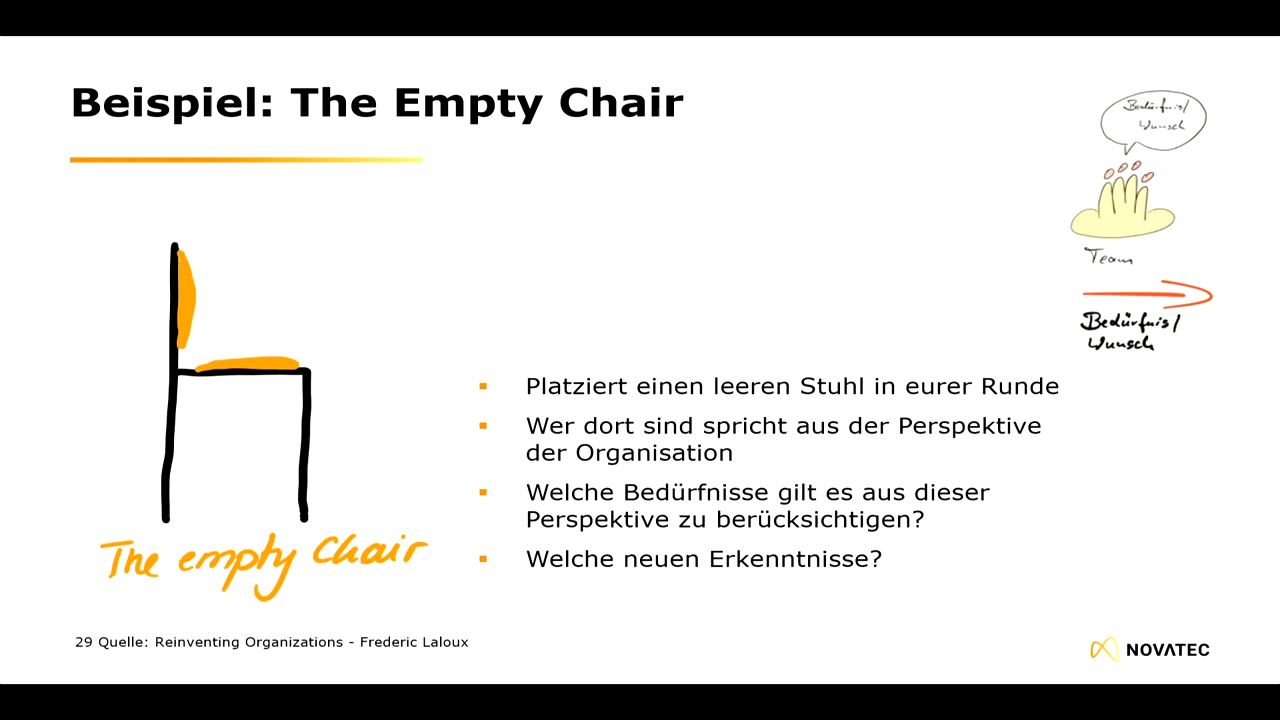 Beispiel: The Empty Chair
Bedürfnis/
Wunsch
Team
Bedürfnis/
Wunsch
Platziert einen leeren Stuhl in eurer Runde
Wer dort sind spricht aus der Perspektive
der Organisation
Welche Bedürfnisse gilt es aus dieser
Perspektive zu berücksichtigen?
Welche neuen Erkenntnisse?
The empty Chair
29 Quelle: Reinventing Organizations - Frederic Laloux
NOVATEC